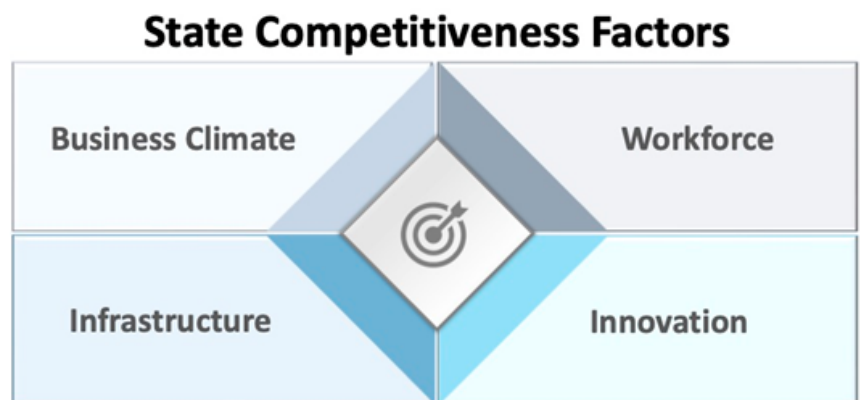 State Competitiveness Factors
Business Climate
Workforce
Infrastructure
Innovation